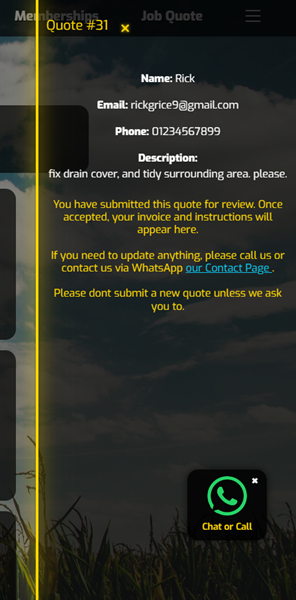 Memberships
Job Quote
Quote #31
Name: Rick
Email: rickgrice9@gmail.com
Phone: 01234567899
Description:
fix drain cover, and tidy surrounding area. please.
You have submitted this quote for review. Once
accepted, your invoice and instructions will
appear here.
If you need to update anything, please call us or
contact us via WhatsApp our Contact Page .
Please dont submit a new quote unless we ask
you to.
Chat or Call